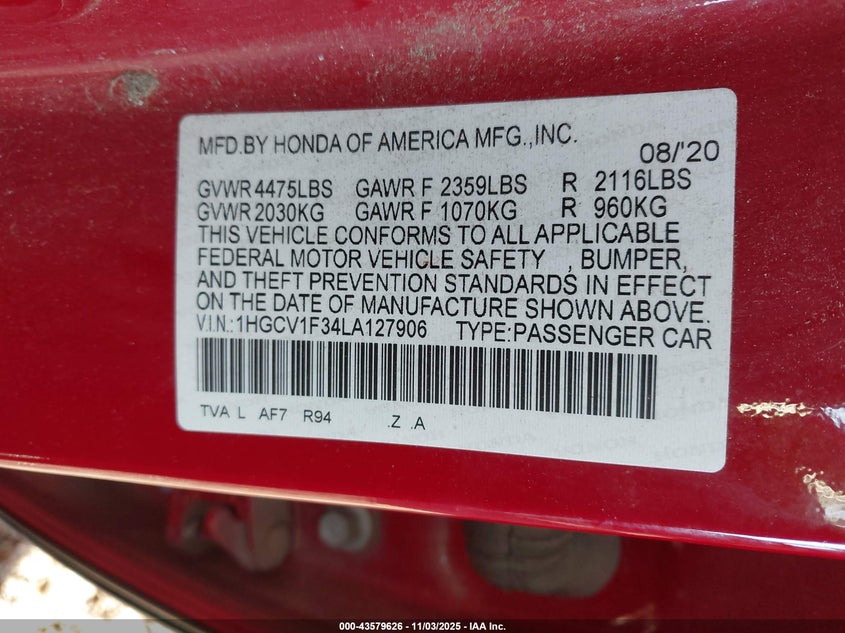 MFD.BY HONDA OF AMERICA MFG.,INC. 08/'20
GVWR 4475LBS GAWR F 2359LBS R 2116LBS
GVWR 2030KG GAWR F 1070KG R 960KG
THIS VEHICLE CONFORMS TO ALL APPLICABLE
FEDERAL MOTOR VEHICLE SAFETY , BUMPER,
AND THEFT PREVENTION STANDARDS IN EFFECT
ON THE DATE OF MANUFACTURE SHOWN ABOVE.
V.I.N.:1HGCV1F34LA127906 TYPE:PASSENGER CAR
TVA L AF7 R94 .Z .A
000-43579626 - 11/03/2025 - IAA Inc.